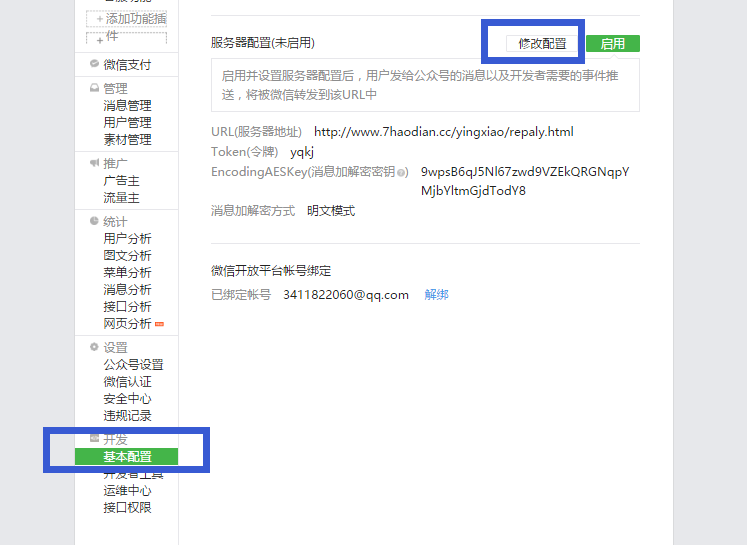 添加功能插
件
微信支付
管理
消息管理
用户管理
素材管理
推广
广告主
流量主
统计
用户分析
图文分析
菜单分析
消息分析
接口分析
网页分析
设置
公众号设置
微信认证
安全中心
违规记录
开发
基本配置
开发者工具
运维中心
接口权限
服务器配置(未启用)
修改配置
启用
启用并设置服务器配置后，用户发给公众号的消息以及开发者需要的事件推
送，将被微信转发到该URL中
URL(服务器地址) http://www.7haodian.cc/yingxiao/repaly.html
Token(令牌) yqkj
EncodingAESKey(消息加解密密钥) 9wpsB6qJ5Nl67zwd9VZEkQRGNqpY
MjbYltmGjdTodY8
消息加解密方式 明文模式
微信开放平台帐号绑定
已绑定帐号 3411822060@qq.com 解绑